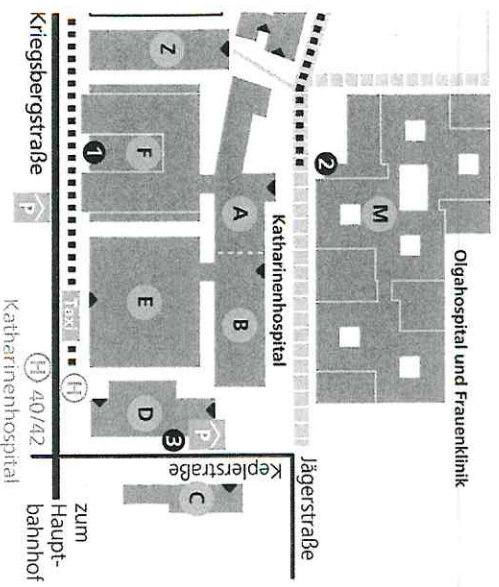 Olgahospital und Frauenklinik
Jägerstraße
2
M
Katharinenhospital
Z
F
1
A
B
E
D
3
P
C
Keplerstraße
Kriegsbergstraße
P
Taxi
H
H 40/42
Katharinenhospital
zum
Haupt-
bahnhof